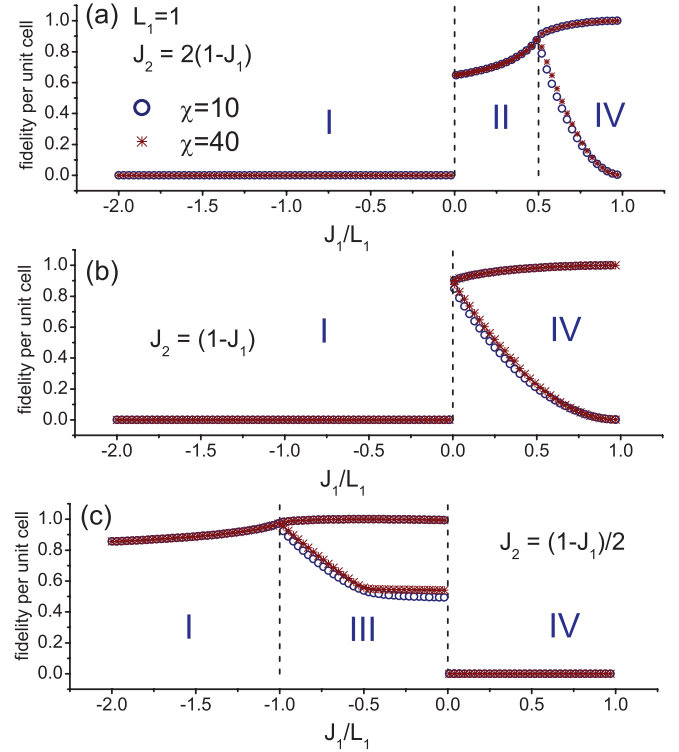 (a)
L₁=1
J₂ = 2(1-J₁)
χ=10
χ=40
I
II
IV
fidelity per unit cell
1.0
0.8
0.6
0.4
0.2
0.0
-2.0 -1.5 -1.0 -0.5 0.0 0.5 1.0
J₁/L₁
(b)
J₂ = (1-J₁)
I
IV
fidelity per unit cell
1.0
0.8
0.6
0.4
0.2
0.0
-2.0 -1.5 -1.0 -0.5 0.0 0.5 1.0
J₁/L₁
(c)
J₂ = (1-J₁)/2
I
III
IV
fidelity per unit cell
1.0
0.8
0.6
0.4
0.2
0.0
-2.0 -1.5 -1.0 -0.5 0.0 0.5 1.0
J₁/L₁